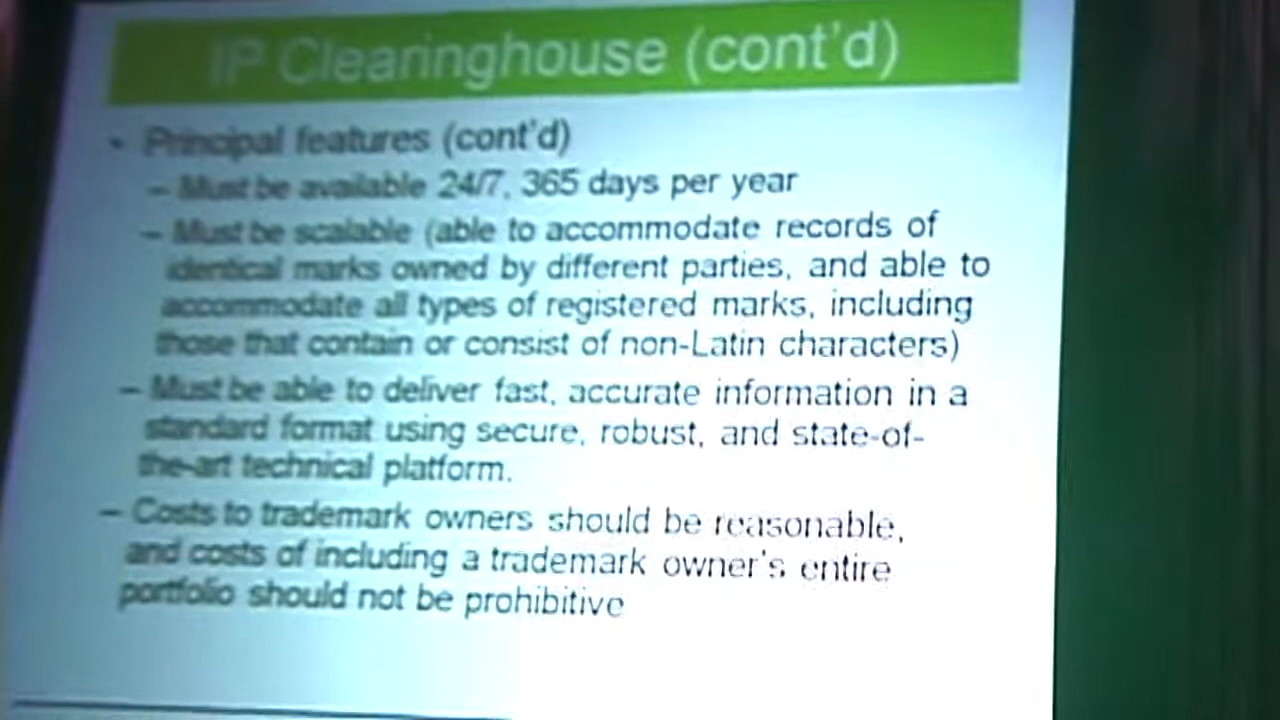 IP Clearinghouse (cont'd)
• Principal features (cont'd)
– Must be available 24/7, 365 days per year
– Must be scalable (able to accommodate records of
identical marks owned by different parties, and able to
accommodate all types of registered marks, including
those that contain or consist of non-Latin characters)
– Must be able to deliver fast, accurate information in a
standard format using secure, robust, and state-of-
the-art technical platform.
– Costs to trademark owners should be reasonable,
and costs of including a trademark owner's entire
portfolio should not be prohibitive